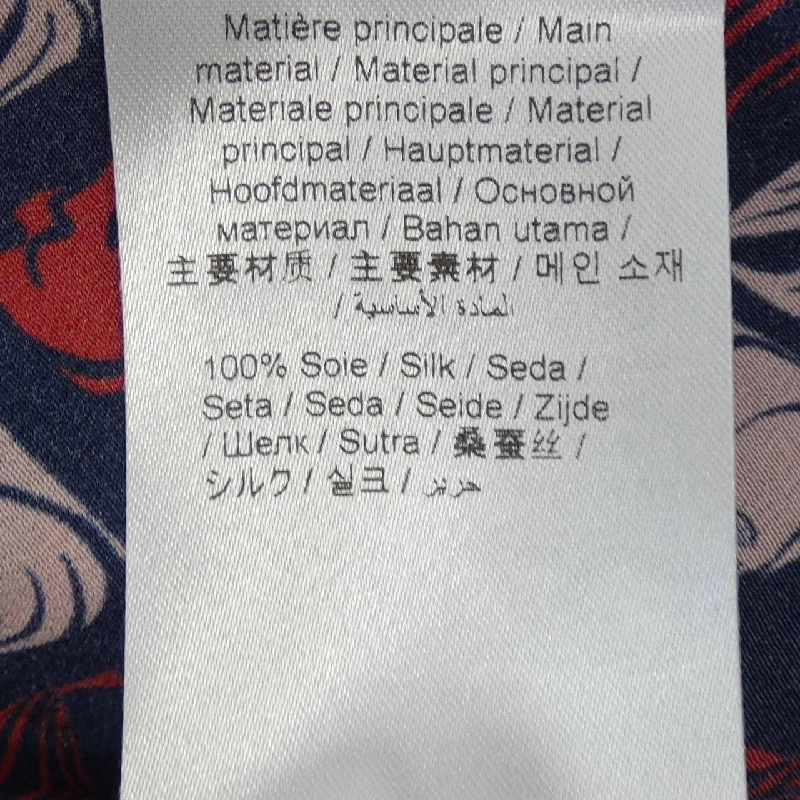 Matière principale / Main
material / Material principal /
Materiale principale / Material
principal / Hauptmaterial /
Hoofdmateriaal / Основной
материал / Bahan utama /
主要材质 / 主要素材 / 메인 소재
/ المادة الأساسية
100% Soie / Silk / Seda /
Seta / Seda / Seide / Zijde
/ Шелк / Sutra / 桑蚕丝 /
シルク / 실크 / حرير